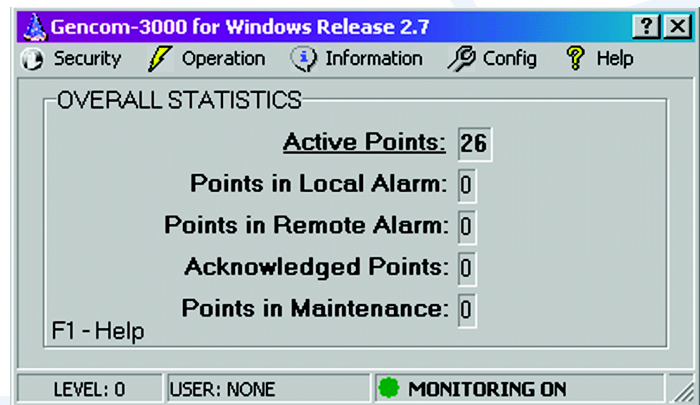 Gencom-3000 for Windows Release 2.7
Security Operation Information Config Help
OVERALL STATISTICS
Active Points: 26
Points in Local Alarm: 0
Points in Remote Alarm: 0
Acknowledged Points: 0
Points in Maintenance: 0
F1 - Help
LEVEL: 0 USER: NONE MONITORING ON